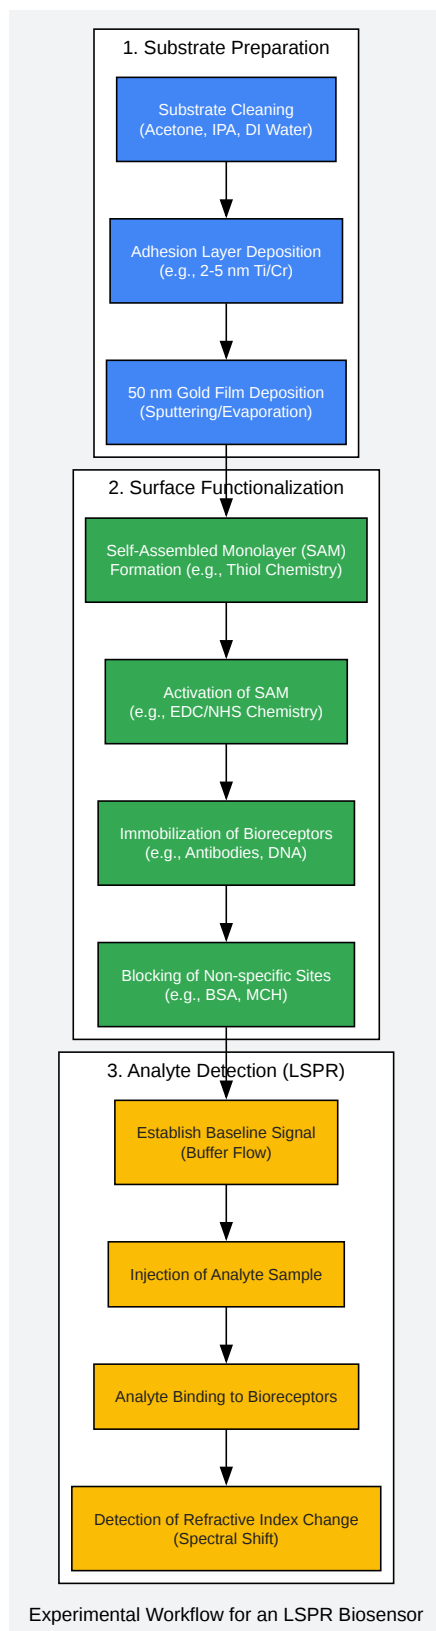 1. Substrate Preparation
Substrate Cleaning
(Acetone, IPA, DI Water)
Adhesion Layer Deposition
(e.g., 2-5 nm Ti/Cr)
50 nm Gold Film Deposition
(Sputtering/Evaporation)
2. Surface Functionalization
Self-Assembled Monolayer (SAM)
Formation (e.g., Thiol Chemistry)
Activation of SAM
(e.g., EDC/NHS Chemistry)
Immobilization of Bioreceptors
(e.g., Antibodies, DNA)
Blocking of Non-specific Sites
(e.g., BSA, MCH)
3. Analyte Detection (LSPR)
Establish Baseline Signal
(Buffer Flow)
Injection of Analyte Sample
Analyte Binding to Bioreceptors
Detection of Refractive Index Change
(Spectral Shift)
Experimental Workflow for an LSPR Biosensor